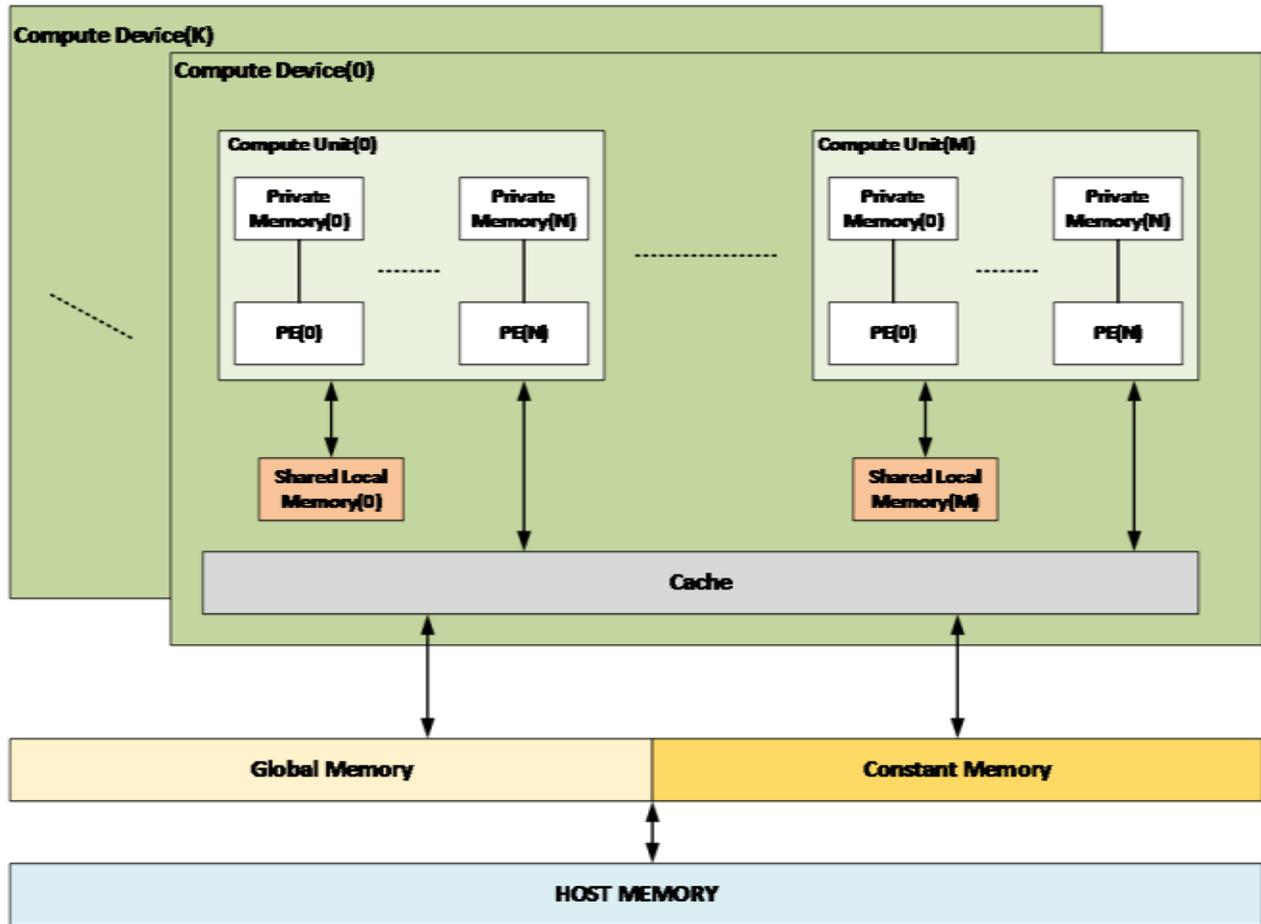 Compute Device(K)
Compute Device(0)
Compute Unit(0)
Compute Unit(M)
Private
Memory(0)
Private
Memory(N)
Private
Memory(0)
Private
Memory(N)
PE(0)
PE(N)
PE(0)
PE(N)
Shared Local
Memory(0)
Shared Local
Memory(M)
Cache
Global Memory
Constant Memory
HOST MEMORY